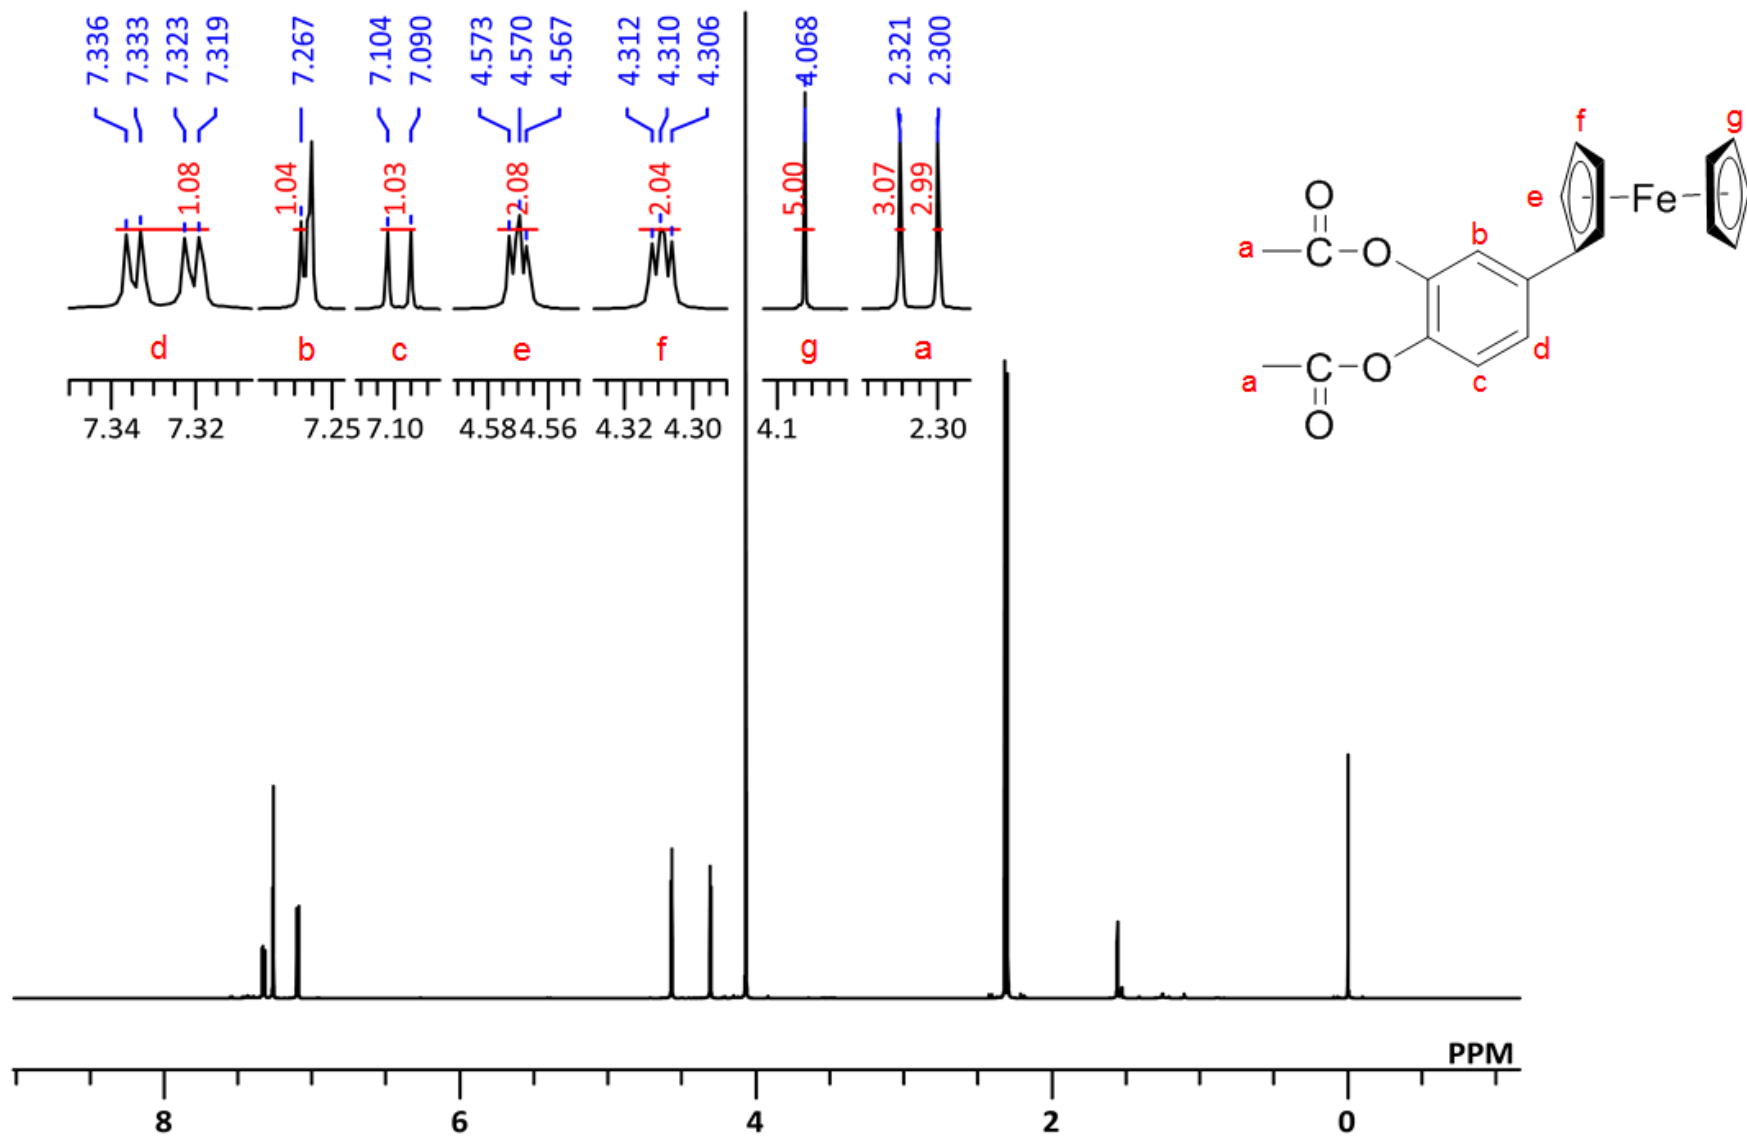 7.336 7.333 7.323 7.319 7.267 7.104 7.090 4.573 4.570 4.567 4.312 4.310 4.306 4.068 2.321 2.300
1.08 1.04 1.03 2.08 2.04 5.00 3.07 2.99
d b c e f g a
7.34 7.32 7.25 7.10 4.58 4.56 4.32 4.30 4.1 2.30
f g
O
e Fe
a C O b
d
a C O c
O
PPM
8 6 4 2 0